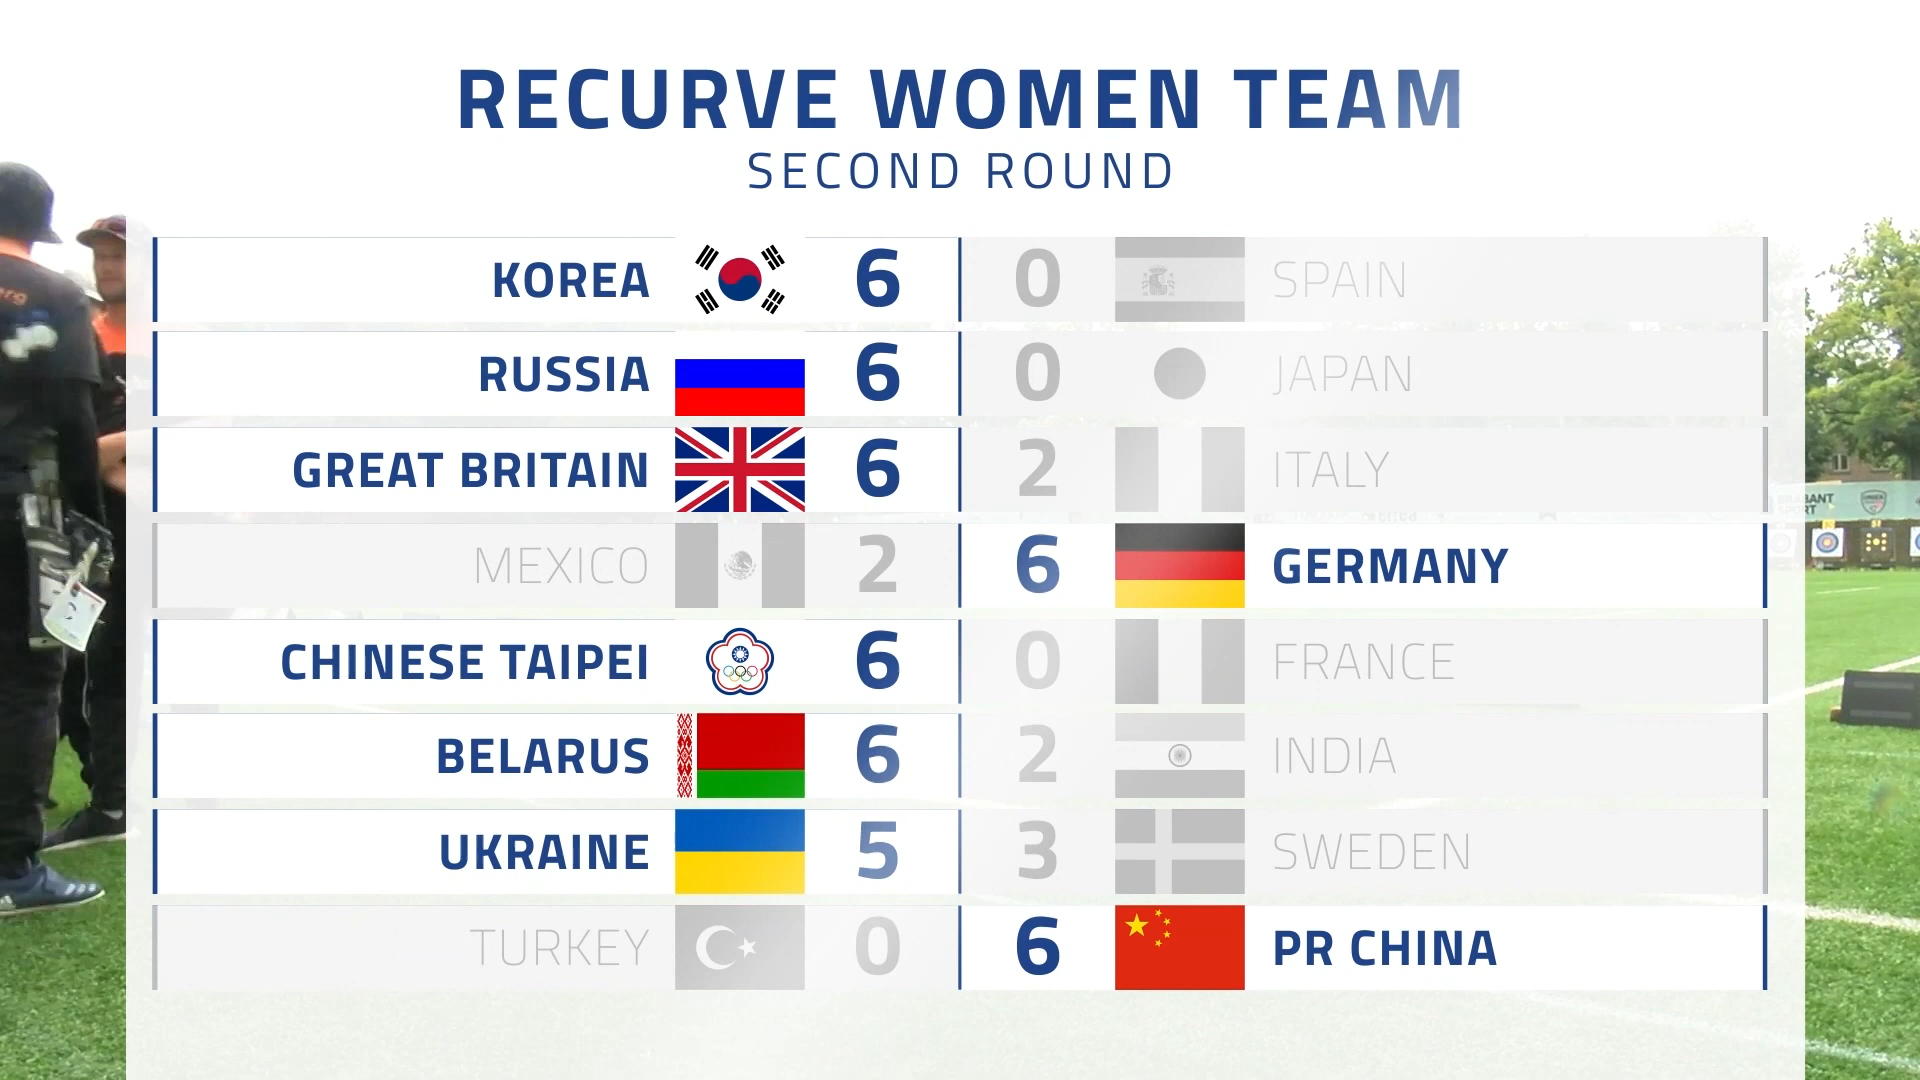 RECURVE WOMEN TEAM
SECOND ROUND
KOREA 6 0 SPAIN
RUSSIA 6 0 JAPAN
GREAT BRITAIN 6 2 ITALY
MEXICO 2 6 GERMANY
CHINESE TAIPEI 6 0 FRANCE
BELARUS 6 2 INDIA
UKRAINE 5 3 SWEDEN
TURKEY 0 6 PR CHINA
BRABANT
SPORT